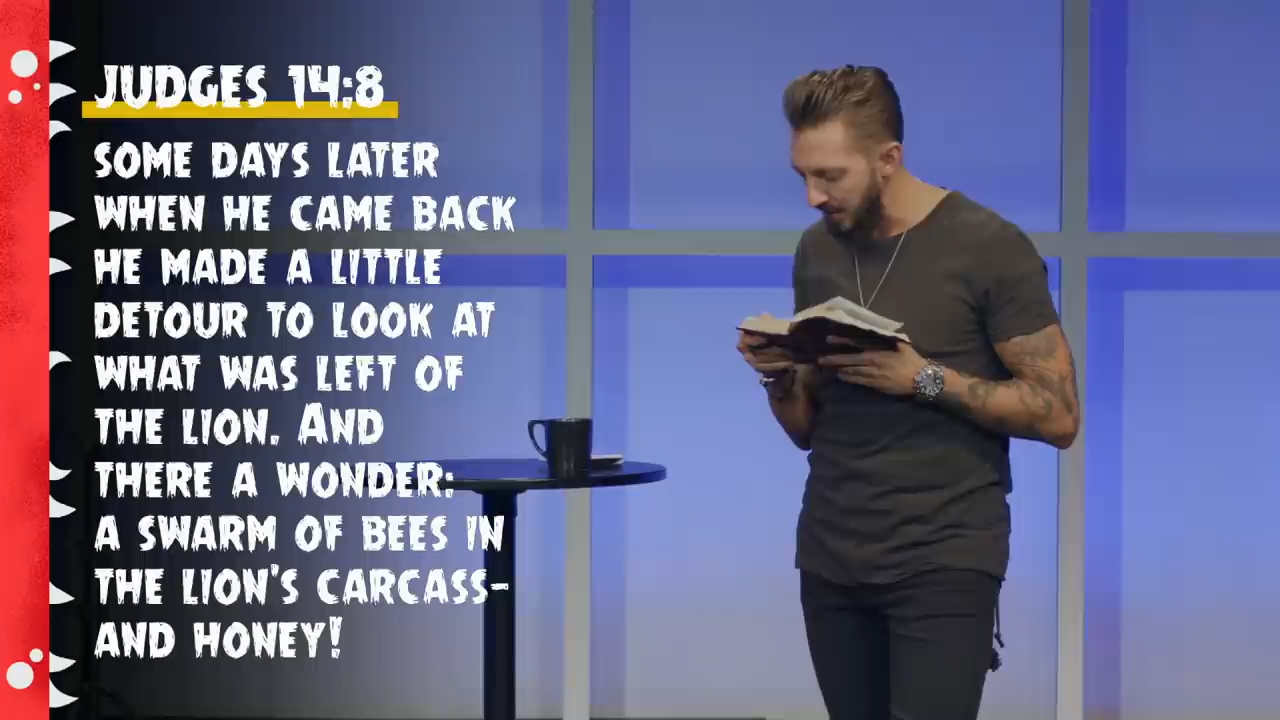 JUDGES 14:8
SOME DAYS LATER
WHEN HE CAME BACK
HE MADE A LITTLE
DETOUR TO LOOK AT
WHAT WAS LEFT OF
THE LION. AND
THERE A WONDER:
A SWARM OF BEES IN
THE LION'S CARCASS-
AND HONEY!